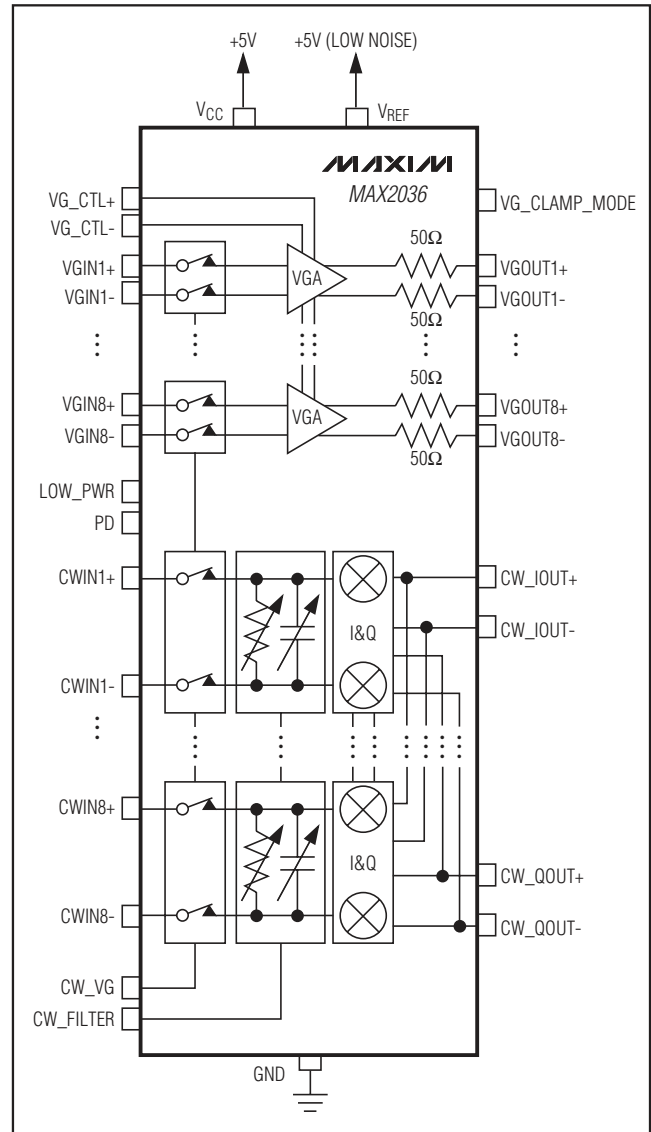 +5V
+5V (LOW NOISE)
VCC
VREF
MAXIM
MAX2036
VG_CTL+
VG_CTL-
VG_CLAMP_MODE
VGIN1+
VGIN1-
VGA
50Ω
50Ω
VGOUT1+
VGOUT1-
VGIN8+
VGIN8-
VGA
50Ω
50Ω
VGOUT8+
VGOUT8-
LOW_PWR
PD
CWIN1+
CWIN1-
I&Q
CW_IOUT+
CW_IOUT-
CWIN8+
CWIN8-
I&Q
CW_QOUT+
CW_QOUT-
CW_VG
CW_FILTER
GND